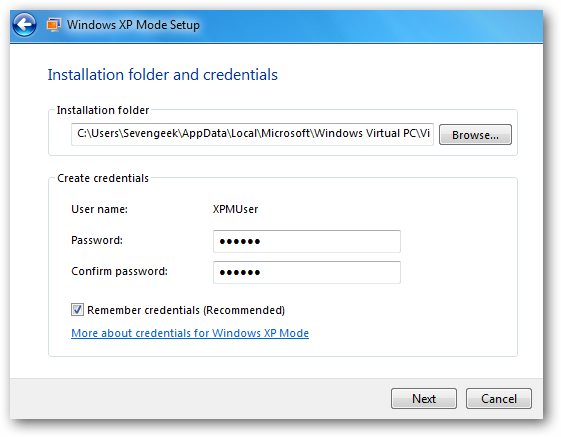 Windows XP Mode Setup
Installation folder and credentials
Installation folder
C:\Users\Sevengeek\AppData\Local\Microsoft\Windows Virtual PC\Vi
Browse...
Create credentials
User name: XPMUser
Password: ●●●●●●
Confirm password: ●●●●●●
Remember credentials (Recommended)
More about credentials for Windows XP Mode
Next Cancel